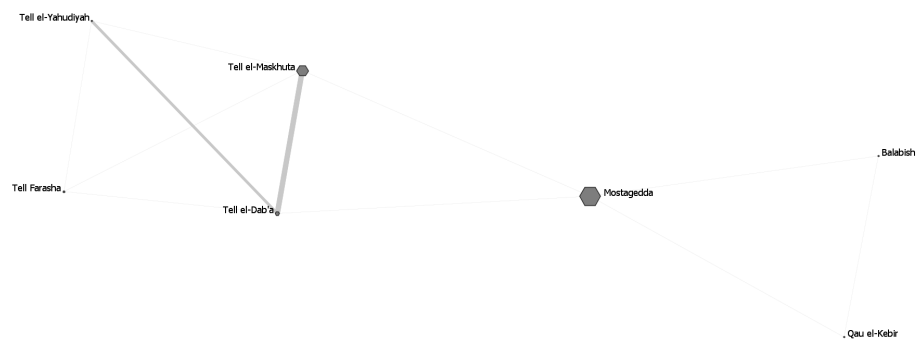 Tell el-Yahudiyah
Tell el-Maskhuta
Balabish
Tell Farasha
Mostagedda
Tell el-Dab'a
Qau el-Kebir